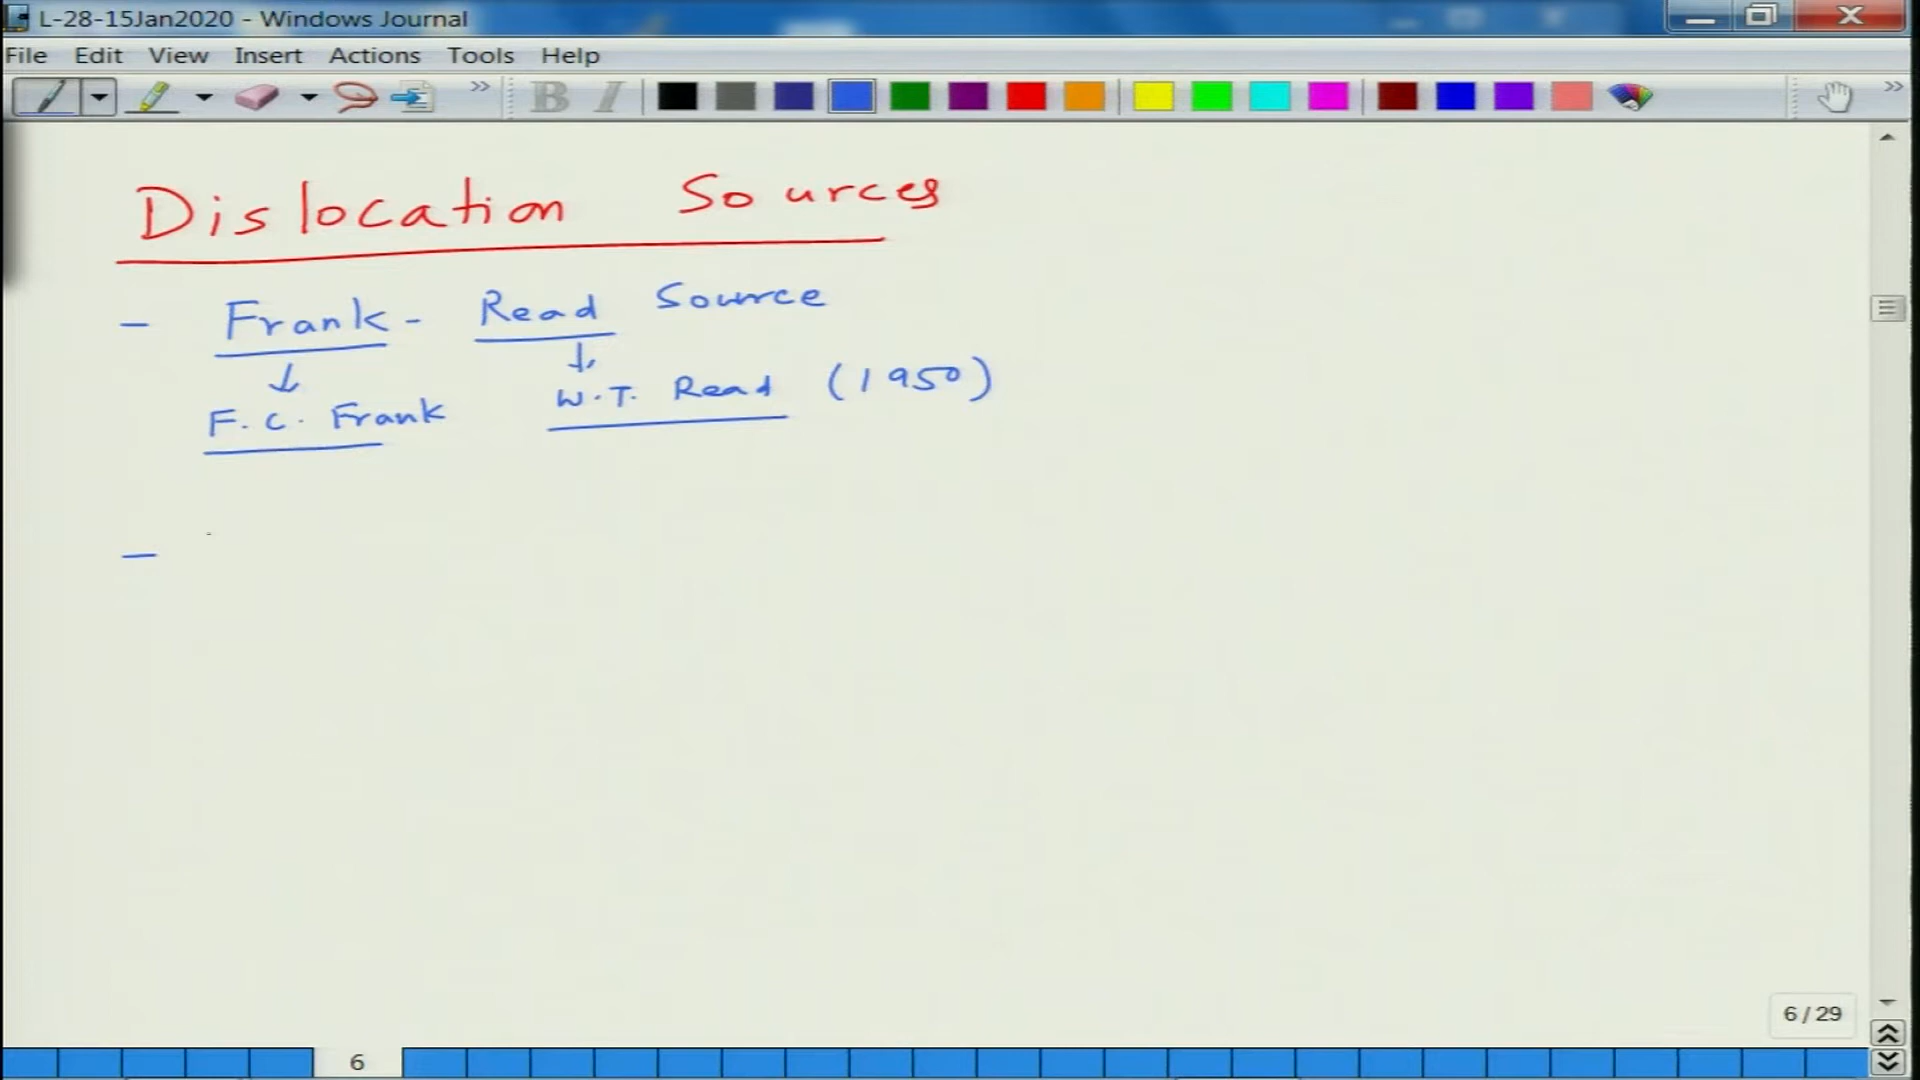 L-28-15Jan2020 - Windows Journal
File Edit View Insert Actions Tools Help
B I
Dislocation Sources
- Frank - Read Source
↓ ↓
F.C. Frank W.T. Read (1950)
-
6 / 29
6